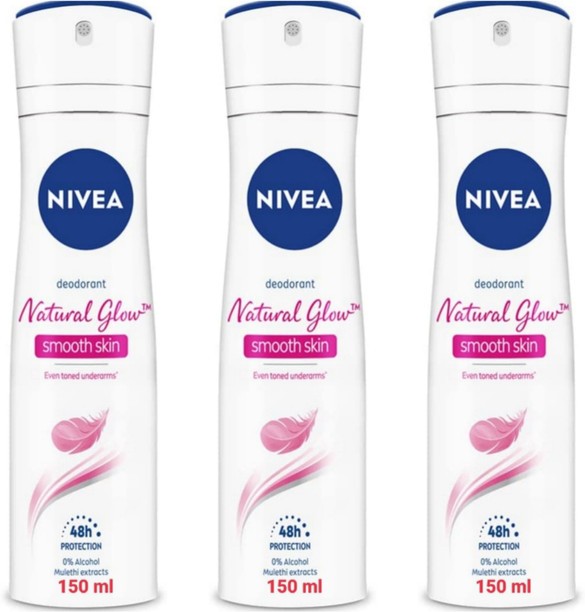 NIVEA
deodorant
Natural Glow™
smooth skin
Even toned underarms*
48h
PROTECTION
0% Alcohol
Mulethi extracts
150 ml
NIVEA
deodorant
Natural Glow™
smooth skin
Even toned underarms*
48h
PROTECTION
0% Alcohol
Mulethi extracts
150 ml
NIVEA
deodorant
Natural Glow™
smooth skin
Even toned underarms*
48h
PROTECTION
0% Alcohol
Mulethi extracts
150 ml